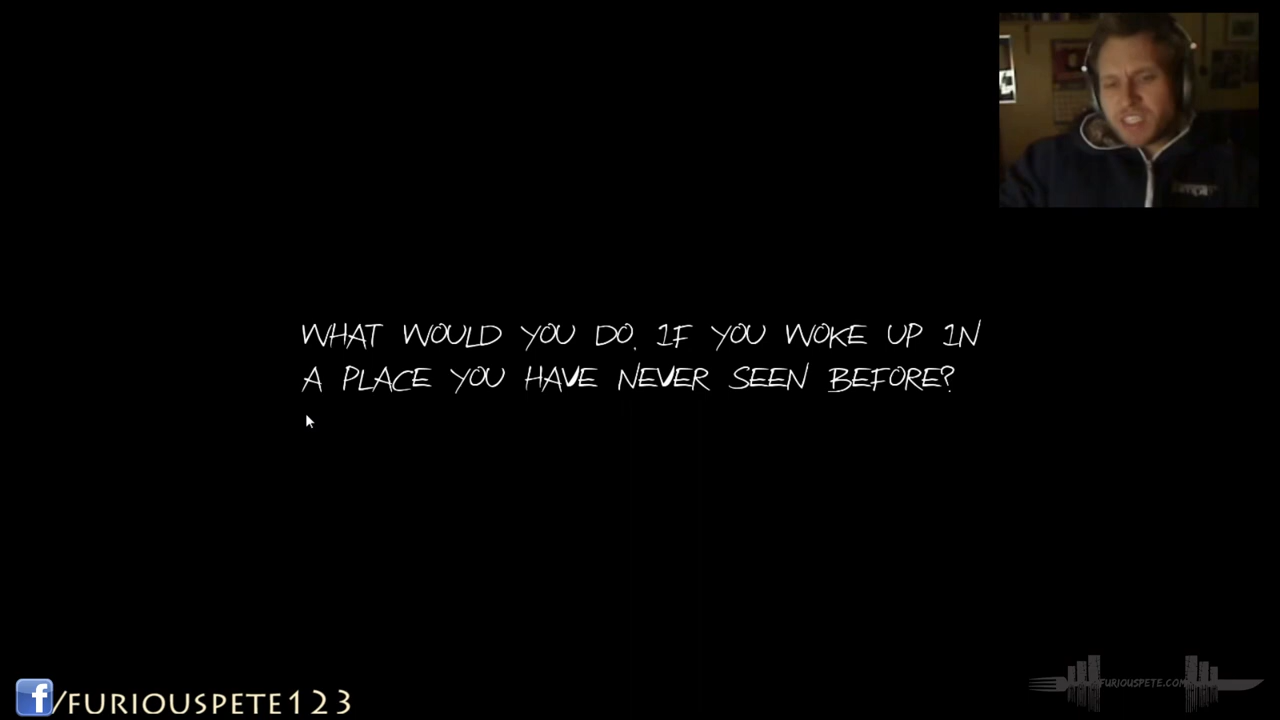 WHAT WOULD YOU DO, IF YOU WOKE UP IN
A PLACE YOU HAVE NEVER SEEN BEFORE?
f/FURIOUSPETE123
FURIOUSPETE.COM